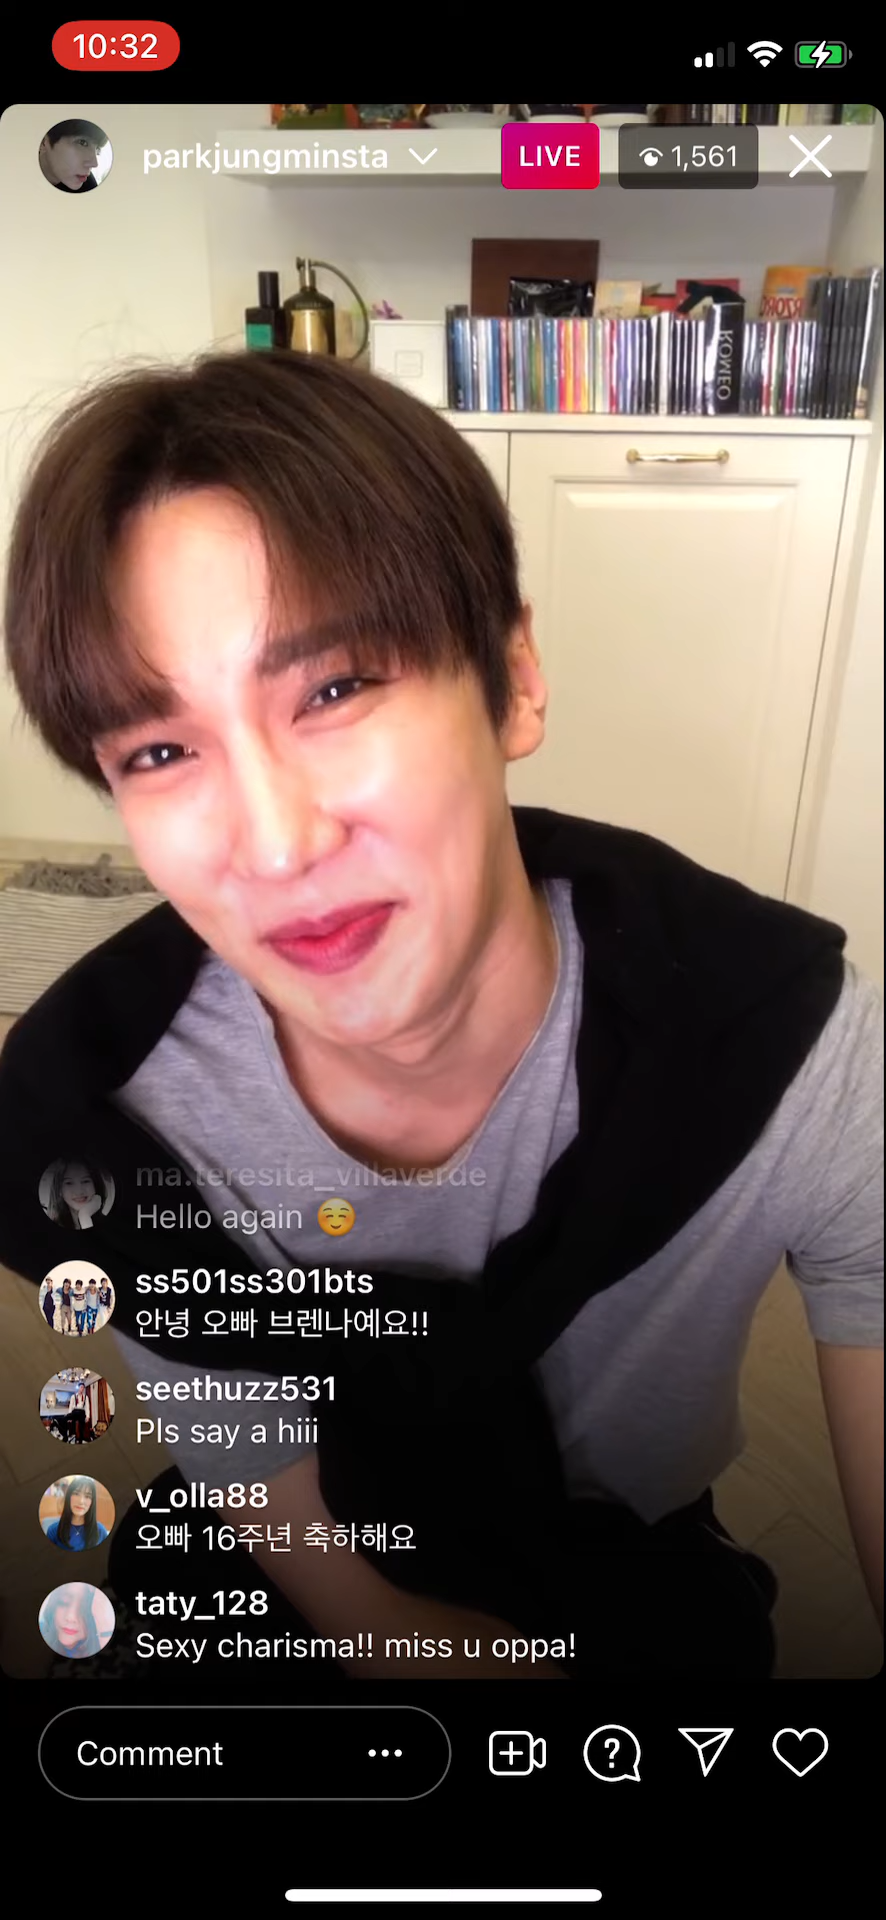 10:32
parkjungminsta
LIVE
1,561
ROMEO
ma.teresita_villaverde
Hello again ☺️
ss501ss301bts
안녕 오빠 브렌나예요!!
seethuzz531
Pls say a hiii
v_olla88
오빠 16주년 축하해요
taty_128
Sexy charisma!! miss u oppa!
Comment